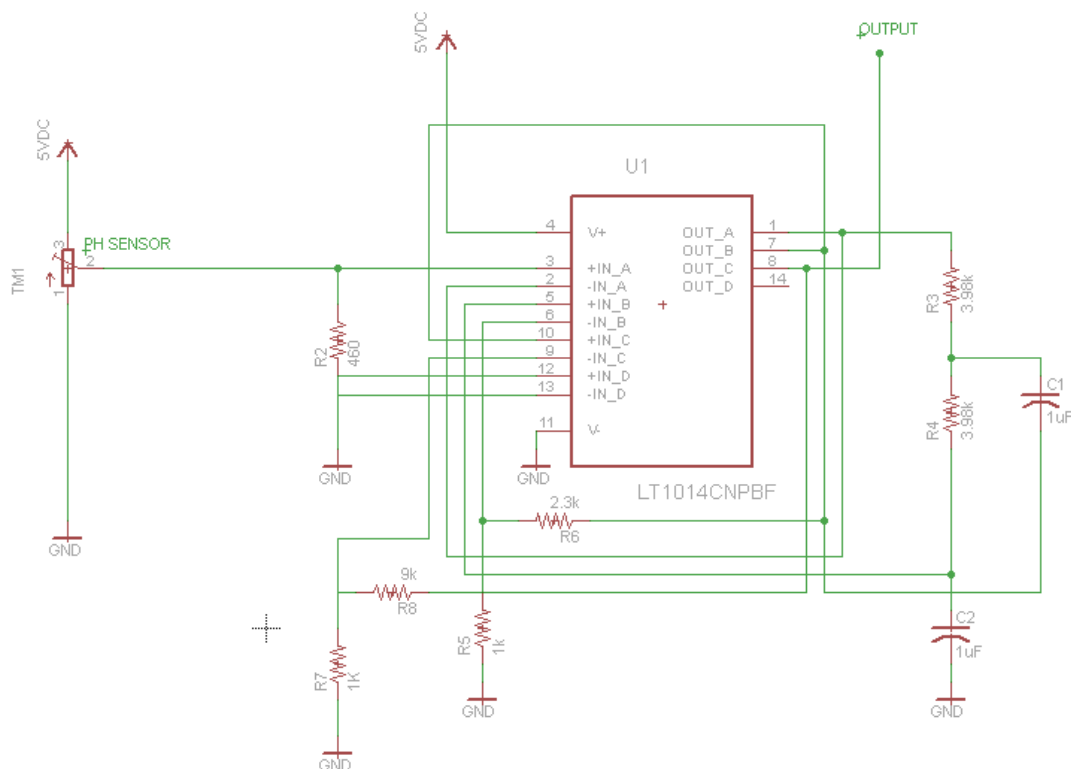 5VDC
OUTPUT
5VDC
U1
PH SENSOR
3
2
1
TM1
4 V+ OUT_A 1
OUT_B 7
3 +IN_A OUT_C 8
2 -IN_A OUT_D 14
5 +IN_B
6 -IN_B
10 +IN_C
9 -IN_C
12 +IN_D
13 -IN_D
11 V-
R2
460
R3
3.98k
R4
3.98k
C1
1uF
GND
GND
LT1014CNPBF
2.3k
R6
GND
9k
R8
R5
1k
C2
1uF
R7
1K
GND
GND
GND